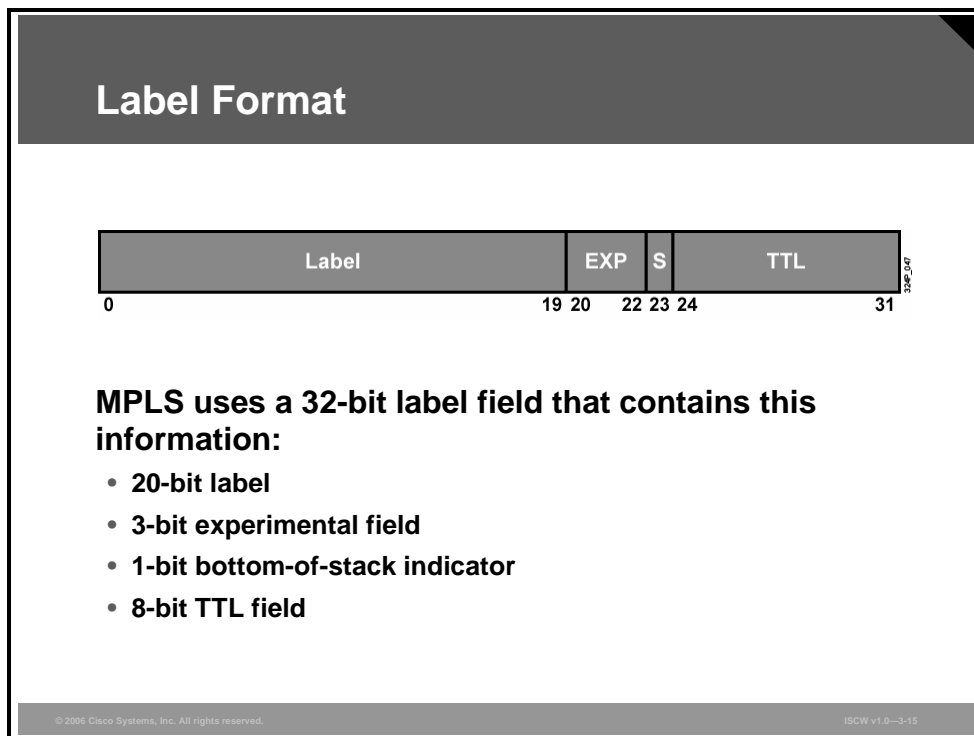 Label Format
Label EXP S TTL
324P_047
0 19 20 22 23 24 31
MPLS uses a 32-bit label field that contains this
information:
• 20-bit label
• 3-bit experimental field
• 1-bit bottom-of-stack indicator
• 8-bit TTL field
© 2006 Cisco Systems, Inc. All rights reserved. ISCW v1.0—3-15